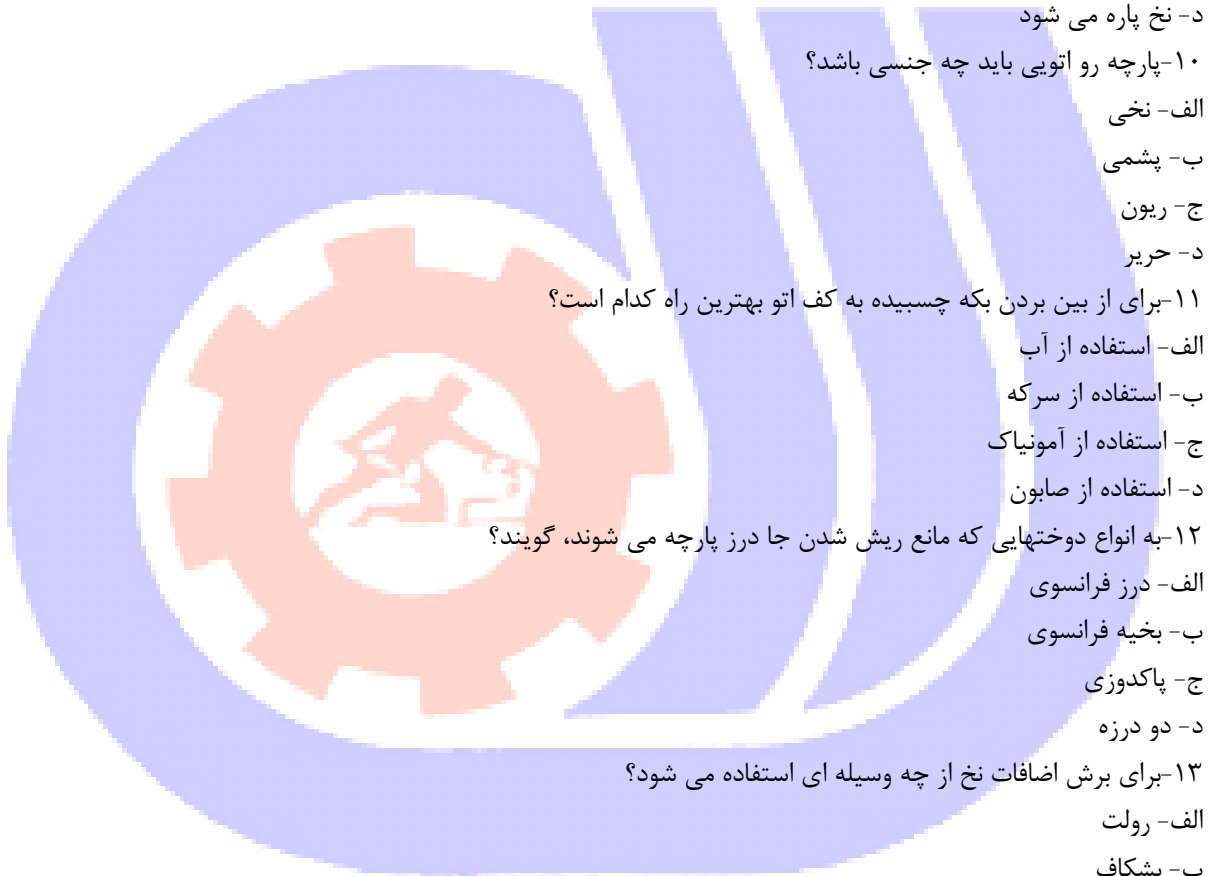 د- نخ پاره می شود
۱۰-پارچه رو اتویی باید چه جنسی باشد؟
الف- نخی
ب- پشمی
ج- ریون
د- حریر
۱۱-برای از بین بردن بکه چسبیده به کف اتو بهترین راه کدام است؟
الف- استفاده از آب
ب- استفاده از سرکه
ج- استفاده از آمونیاک
د- استفاده از صابون
۱۲-به انواع دوختهایی که مانع ریش شدن جا درز پارچه می شوند، گویند؟
الف- درز فرانسوی
ب- بخیه فرانسوی
ج- پاکدوزی
د- دو درزه
۱۳-برای برش اضافات نخ از چه وسیله ای استفاده می شود؟
الف- رولت
ب- بشکاف